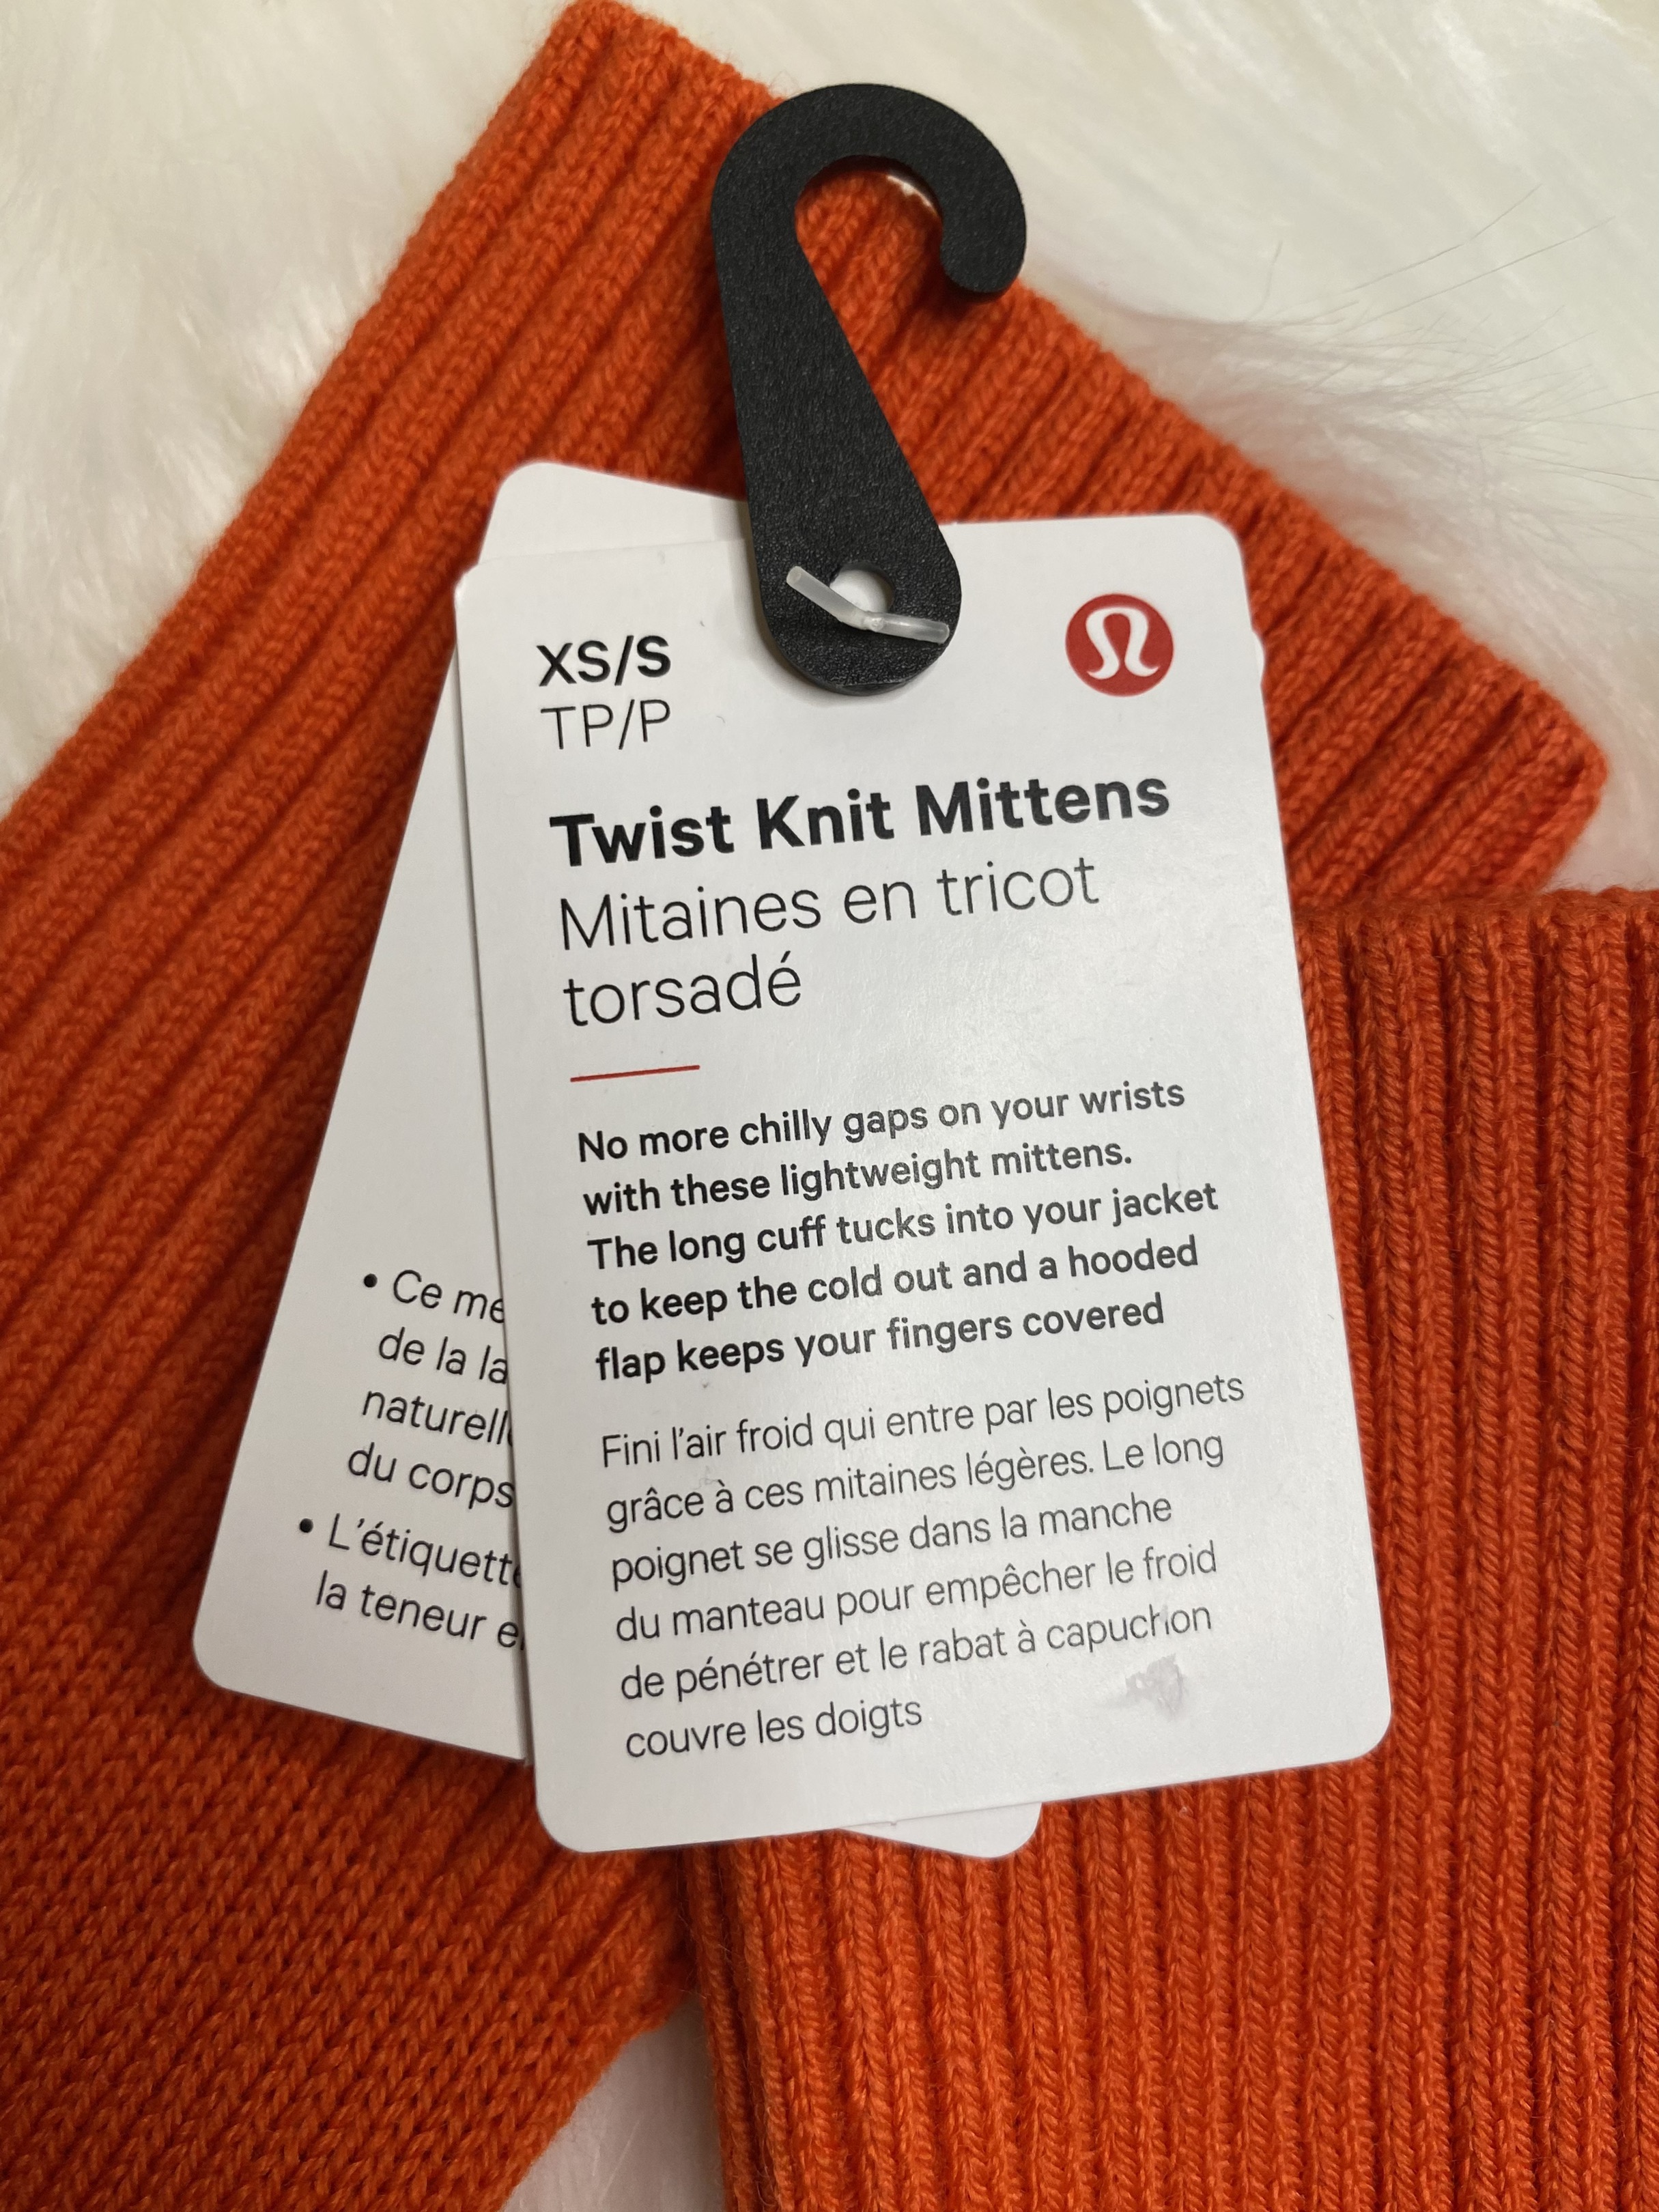 XS/S
TP/P
Twist Knit Mittens
Mitaines en tricot
torsadé
No more chilly gaps on your wrists
with these lightweight mittens.
The long cuff tucks into your jacket
to keep the cold out and a hooded
flap keeps your fingers covered
Fini l'air froid qui entre par les poignets
grâce à ces mitaines légères. Le long
poignet se glisse dans la manche
du manteau pour empêcher le froid
de pénétrer et le rabat à capuchon
couvre les doigts
• Ce
de la
du corps
• L'étiquette
la teneur